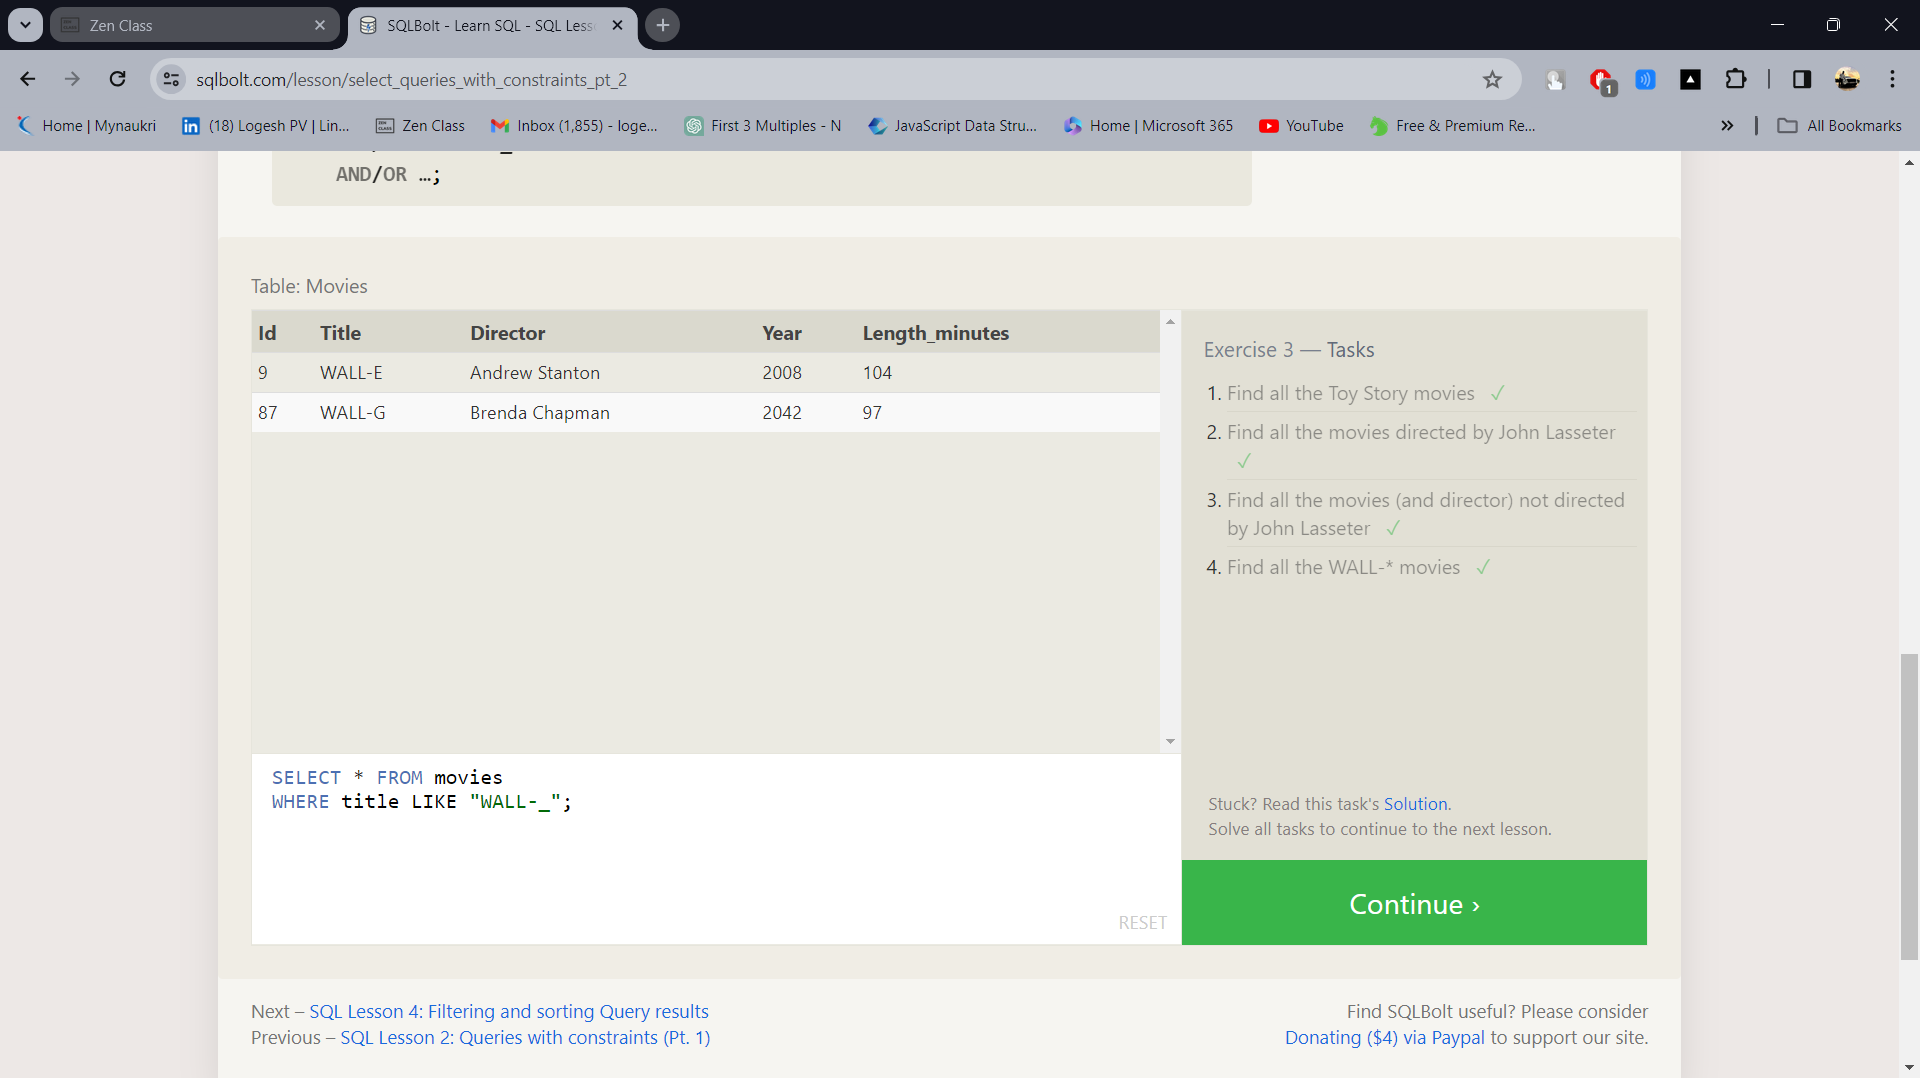 Zen Class
SQLBolt - Learn SQL - SQL Less
sqlbolt.com/lesson/select_queries_with_constraints_pt_2
1
Home | Mynaukri
(18) Logesh PV | Lin...
Zen Class
Inbox (1,855) - loge...
First 3 Multiples - N
JavaScript Data Stru...
Home | Microsoft 365
YouTube
Free & Premium Re...
All Bookmarks
AND/OR …;
Table: Movies
Id Title Director Year Length_minutes
9 WALL-E Andrew Stanton 2008 104
87 WALL-G Brenda Chapman 2042 97
SELECT * FROM movies
WHERE title LIKE "WALL-_";
RESET
Exercise 3 — Tasks
1. Find all the Toy Story movies ✓
2. Find all the movies directed by John Lasseter
✓
3. Find all the movies (and director) not directed
by John Lasseter ✓
4. Find all the WALL-* movies ✓
Stuck? Read this task's Solution.
Solve all tasks to continue to the next lesson.
Continue ›
Next – SQL Lesson 4: Filtering and sorting Query results
Previous – SQL Lesson 2: Queries with constraints (Pt. 1)
Find SQLBolt useful? Please consider
Donating ($4) via Paypal to support our site.